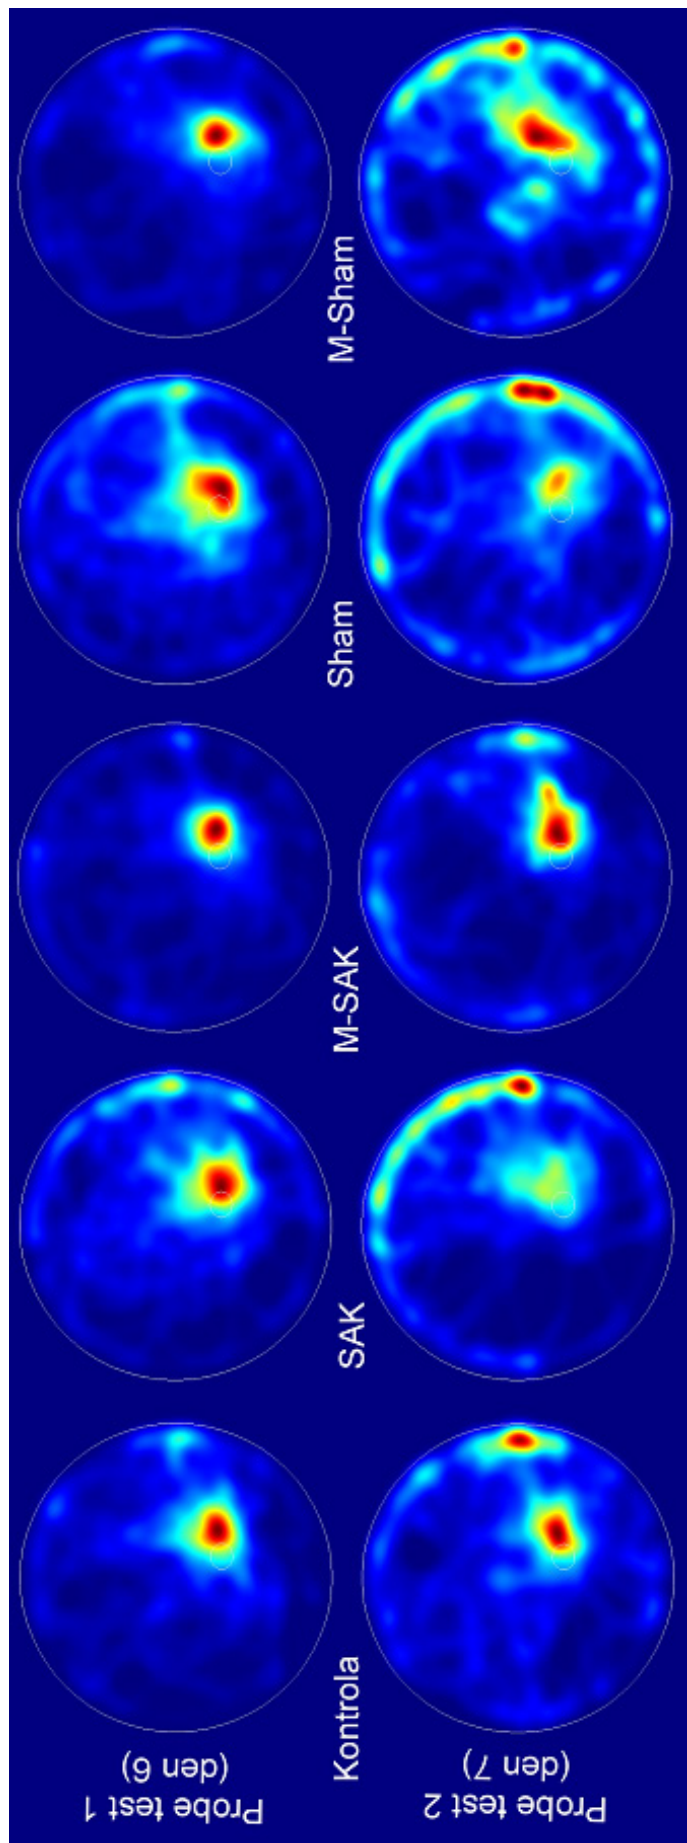 Probe test 1
(den 6)
Kontrola
SAK
M-SAK
Sham
M-Sham
Probe test 2
(den 7)